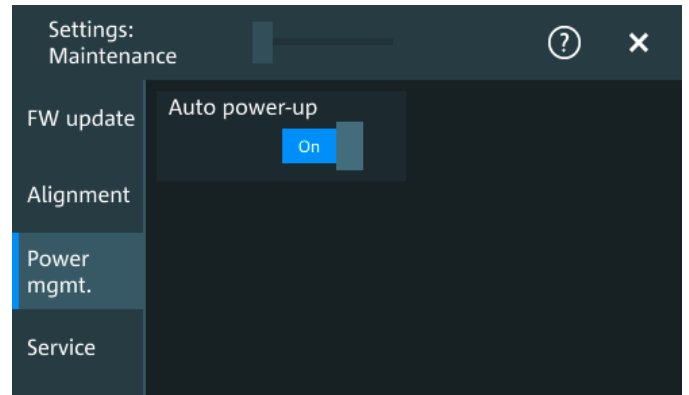 Settings:
Maintenance
?
FW update
Auto power-up
On
Alignment
Power
mgmt.
Service